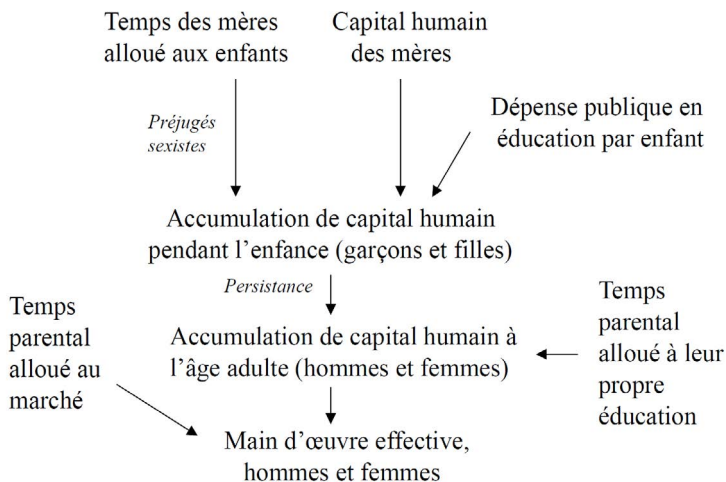 Temps des mères
alloué aux enfants
Capital humain
des mères
Préjugés
sexistes
Dépense publique en
éducation par enfant
Accumulation de capital humain
pendant l’enfance (garçons et filles)
Persistance
Temps
parental
alloué au
marché
Accumulation de capital humain à
l’âge adulte (hommes et femmes)
Temps
parental
alloué à leur
propre
éducation
Main d’œuvre effective,
hommes et femmes